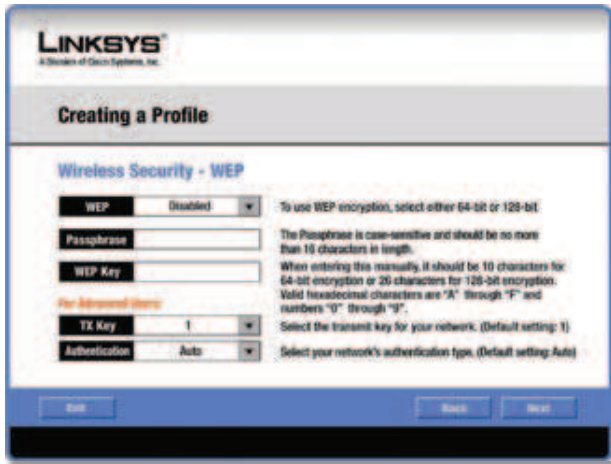 LINKSYS®
A Division of Cisco Systems, Inc.
Creating a Profile
Wireless Security - WEP
WEP Disabled To use WEP encryption, select either 64-bit or 128-bit
Passphrase The Passphrase is case-sensitive and should be no more
than 16 characters in length.
WEP Key When entering this manually, it should be 10 characters for
64-bit encryption or 26 characters for 128-bit encryption.
Valid hexadecimal characters are "A" through "F" and
numbers "0" through "9".
For Advanced Users:
TX Key 1 Select the transmit key for your network. (Default setting: 1)
Authentication Auto Select your network's authentication type. (Default setting: Auto)
Exit Back Next